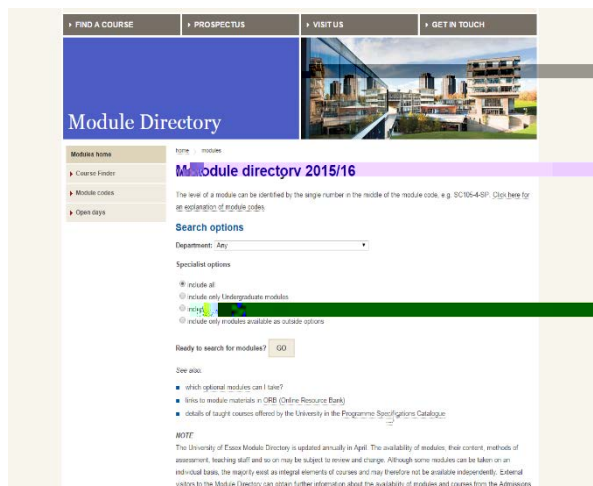 FIND A COURSE
PROSPECTUS
VISIT US
GET IN TOUCH
Module Directory
Modules home
Course Finder
Module codes
Open days
home modules
Module directory 2015/16
The level of a module can be identified by the single number in the middle of the module code, e.g. SC106-4-SP. Click here for
an explanation of module codes.
Search options
Department: Any
Specialist options
include all
include only Undergraduate modules
include only modules available as outside options
Ready to search for modules? GO
See also:
which optional modules can I take?
links to module materials in ORB (Online Resource Bank)
details of taught courses offered by the University in the Programme Specifications Catalogue
NOTE
The University of Essex Module Directory is updated annually in April. The availability of modules, their content, methods of
assessment, teaching staff and so on may be subject to review and change. Although some modules can be taken on an
individual basis, the majority exist as integral elements of courses and may therefore not be available independently. External
visitors to the Module Directory can obtain further information about the availability of modules and courses from the Admissions